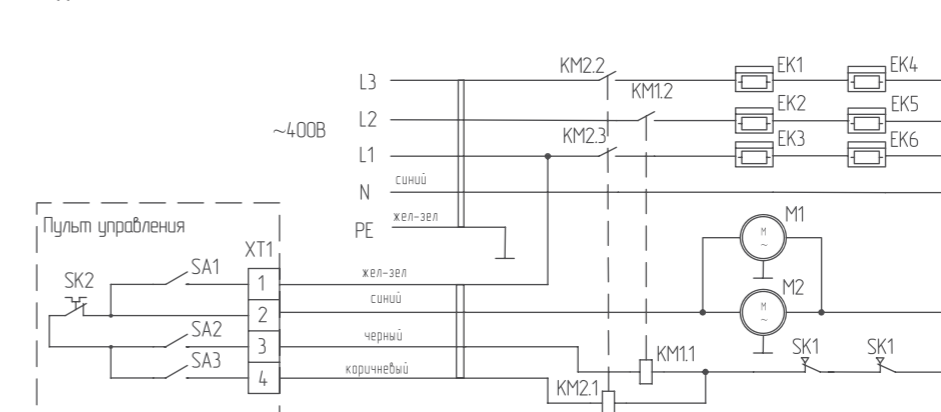 KM2.2
EK1
EK4
L3
KM1.2
~400В
L2
EK2
EK5
KM2.3
L1
EK3
EK6
N
синий
PE
жел-зел
Пульт управления
XT1
M1
M
~
SK2
SA1
1
жел-зел
2
синий
M2
M
~
SA2
3
черный
KM1.1
SK1
SK1
SA3
4
коричневый
KM2.1